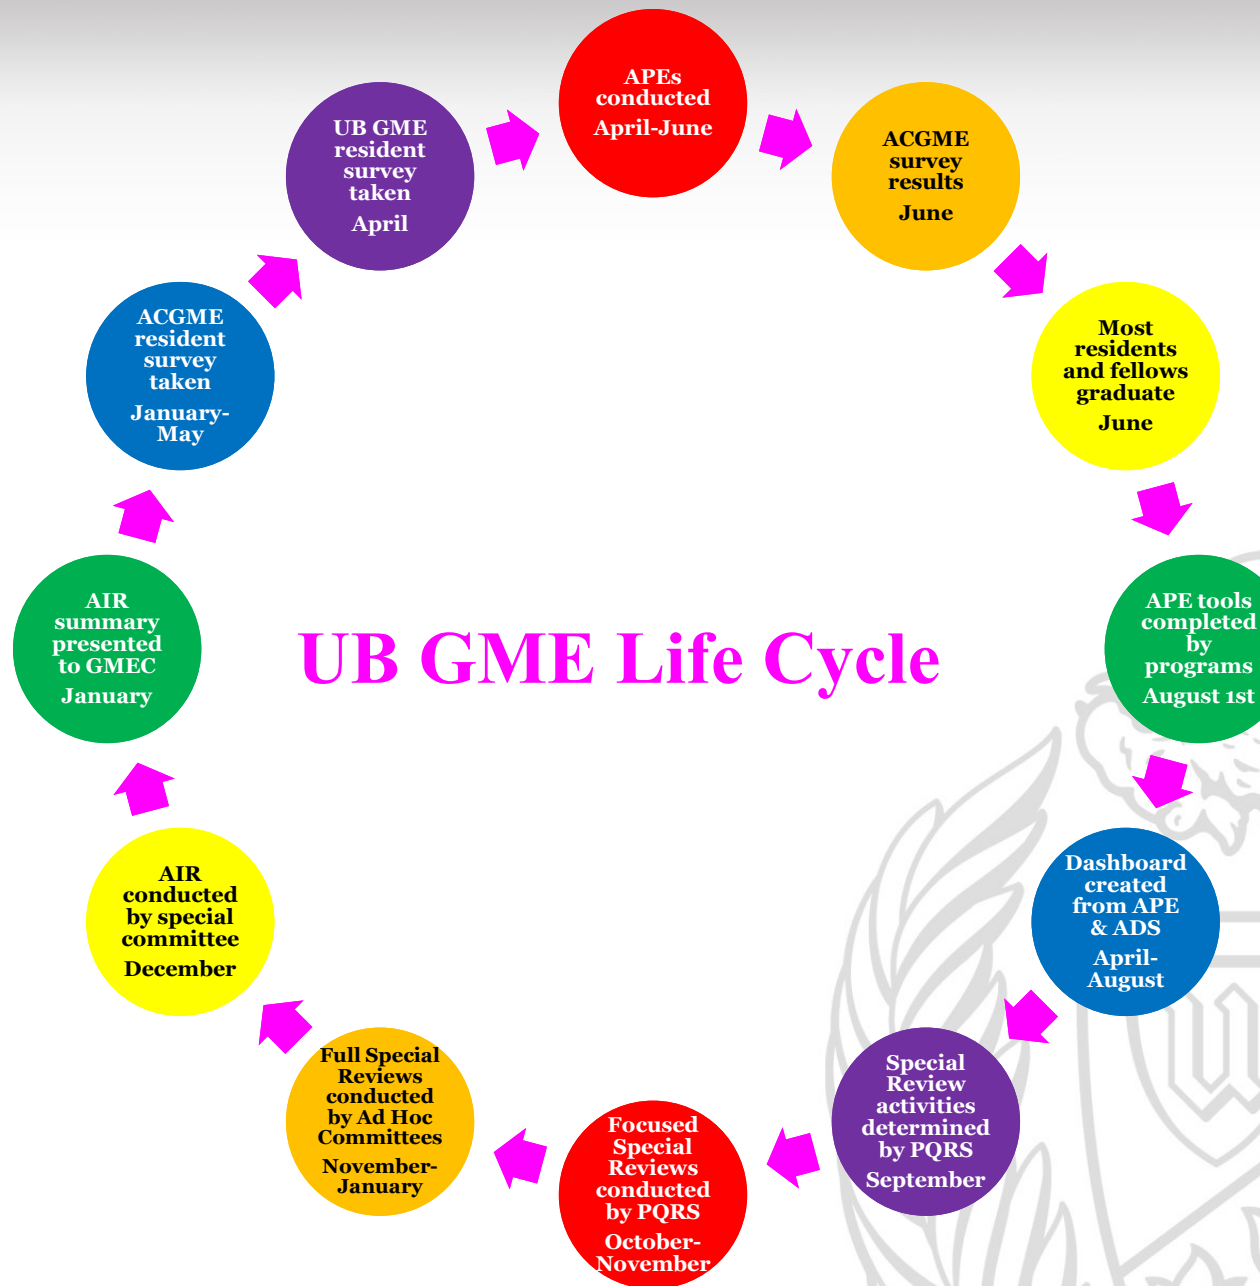 APEs
conducted
April-June
ACGME
survey
results
June
Most
residents
and fellows
graduate
June
APE tools
completed
by
programs
August 1st
Dashboard
created
from APE
& ADS
April-
August
Special
Review
activities
determined
by PQRS
September
Focused
Special
Reviews
conducted
by PQRS
October-
November
Full Special
Reviews
conducted
by Ad Hoc
Committees
November-
January
AIR
conducted
by special
committee
December
AIR
summary
presented
to GMEC
January
ACGME
resident
survey
taken
January-
May
UB GME
resident
survey
taken
April
UB GME Life Cycle